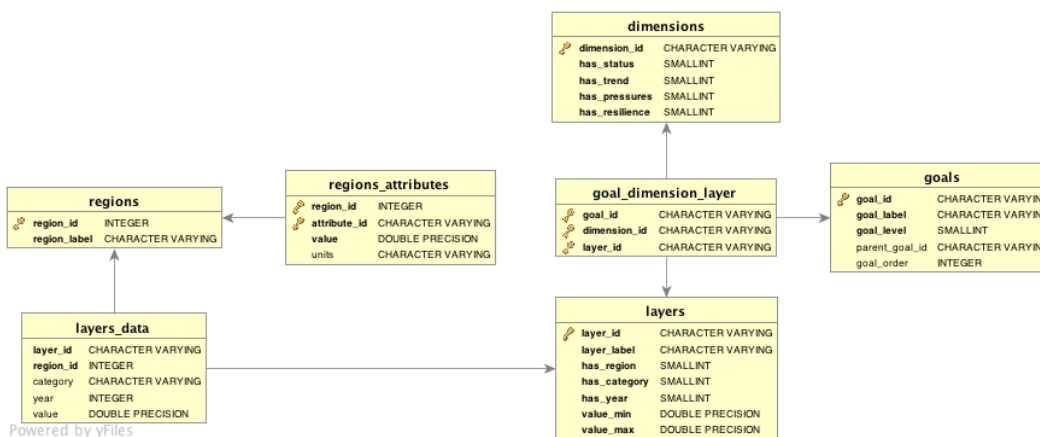 dimensions
dimension_id CHARACTER VARYING
has_status SMALLINT
has_trend SMALLINT
has_pressures SMALLINT
has_resilience SMALLINT
regions
region_id INTEGER
region_label CHARACTER VARYING
regions_attributes
region_id INTEGER
attribute_id CHARACTER VARYING
value DOUBLE PRECISION
units CHARACTER VARYING
goal_dimension_layer
goal_id CHARACTER VARYING
dimension_id CHARACTER VARYING
layer_id CHARACTER VARYING
goals
goal_id CHARACTER VARYIN
goal_label CHARACTER VARYIN
goal_level SMALLINT
parent_goal_id CHARACTER VARYIN
goal_order INTEGER
layers_data
layer_id CHARACTER VARYING
region_id INTEGER
category CHARACTER VARYING
year INTEGER
value DOUBLE PRECISION
layers
layer_id CHARACTER VARYING
layer_label CHARACTER VARYING
has_region SMALLINT
has_category SMALLINT
has_year SMALLINT
value_min DOUBLE PRECISION
value_max DOUBLE PRECISION
Powered by yFiles